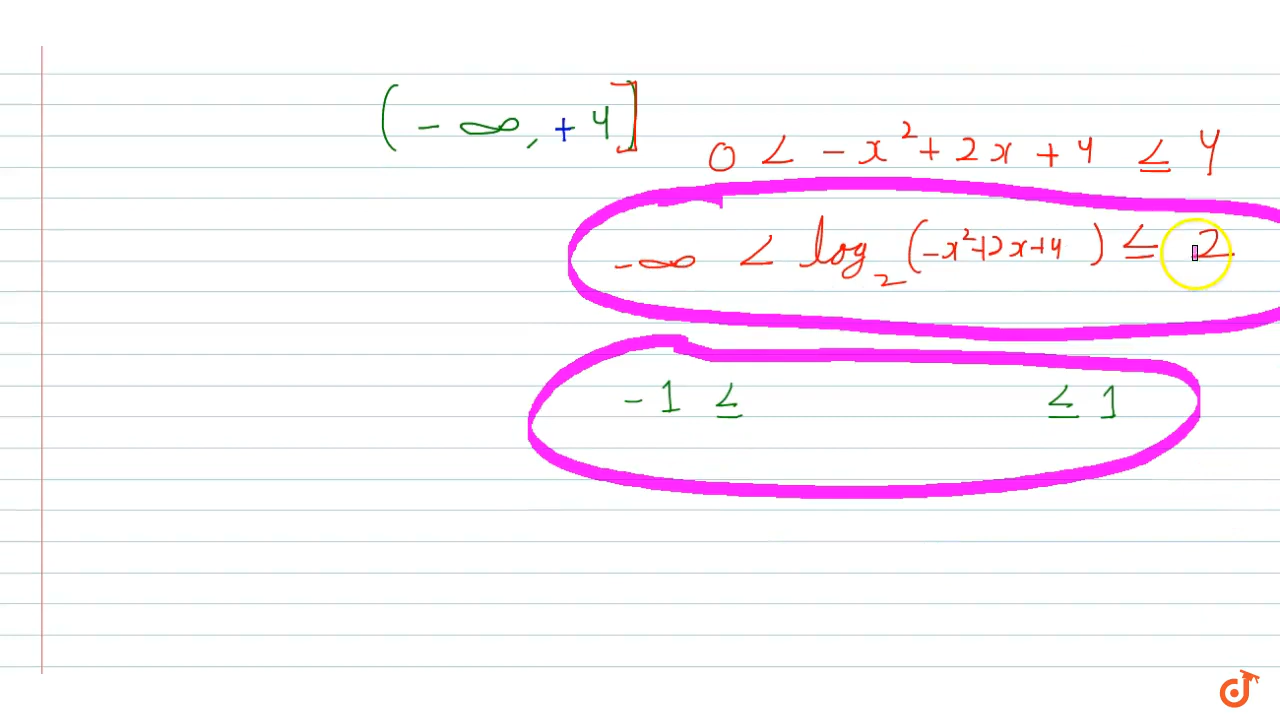 (-∞, +4]
0 < -x²+2x+4 ≤ 4
-∞ < log₂(-x²+2x+4) ≤ 2
-1 ≤ ≤ 1